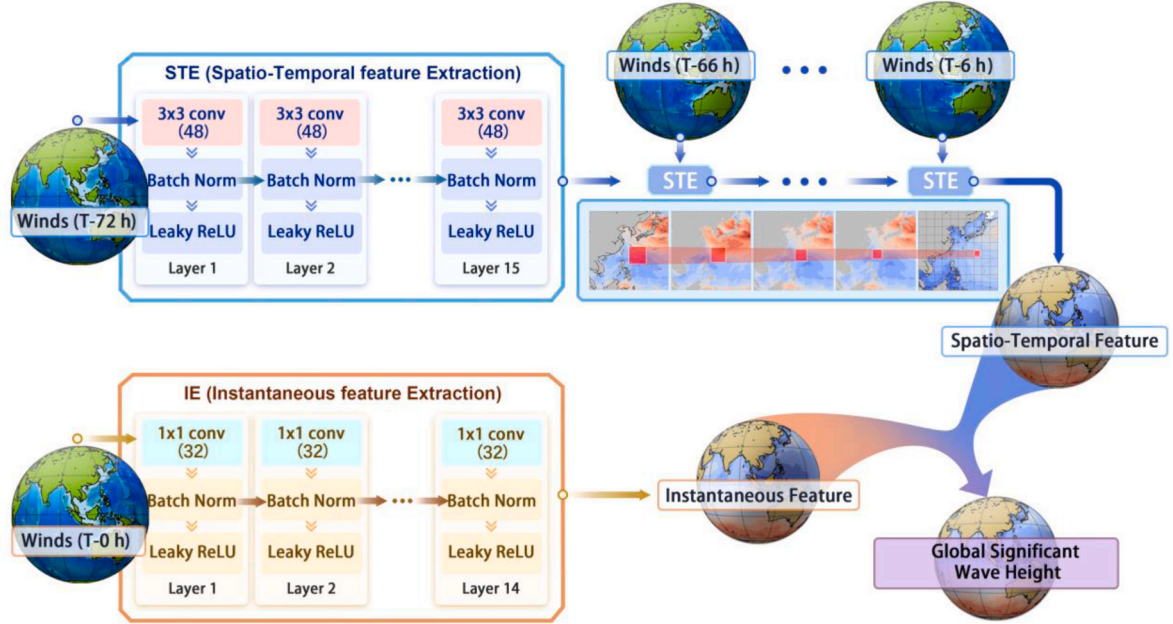 STE (Spatio-Temporal feature Extraction)
3x3 conv
(48)
Batch Norm
Leaky ReLU
Layer 1
3x3 conv
(48)
Batch Norm
Leaky ReLU
Layer 2
...
3x3 conv
(48)
Batch Norm
Leaky ReLU
Layer 15
Winds (T-72 h)
Winds (T-66 h)
...
Winds (T-6 h)
STE
...
STE
Spatio-Temporal Feature
IE (Instantaneous feature Extraction)
1x1 conv
(32)
Batch Norm
Leaky ReLU
Layer 1
1x1 conv
(32)
Batch Norm
Leaky ReLU
Layer 2
...
1x1 conv
(32)
Batch Norm
Leaky ReLU
Layer 14
Winds (T-0 h)
Instantaneous Feature
Global Significant
Wave Height